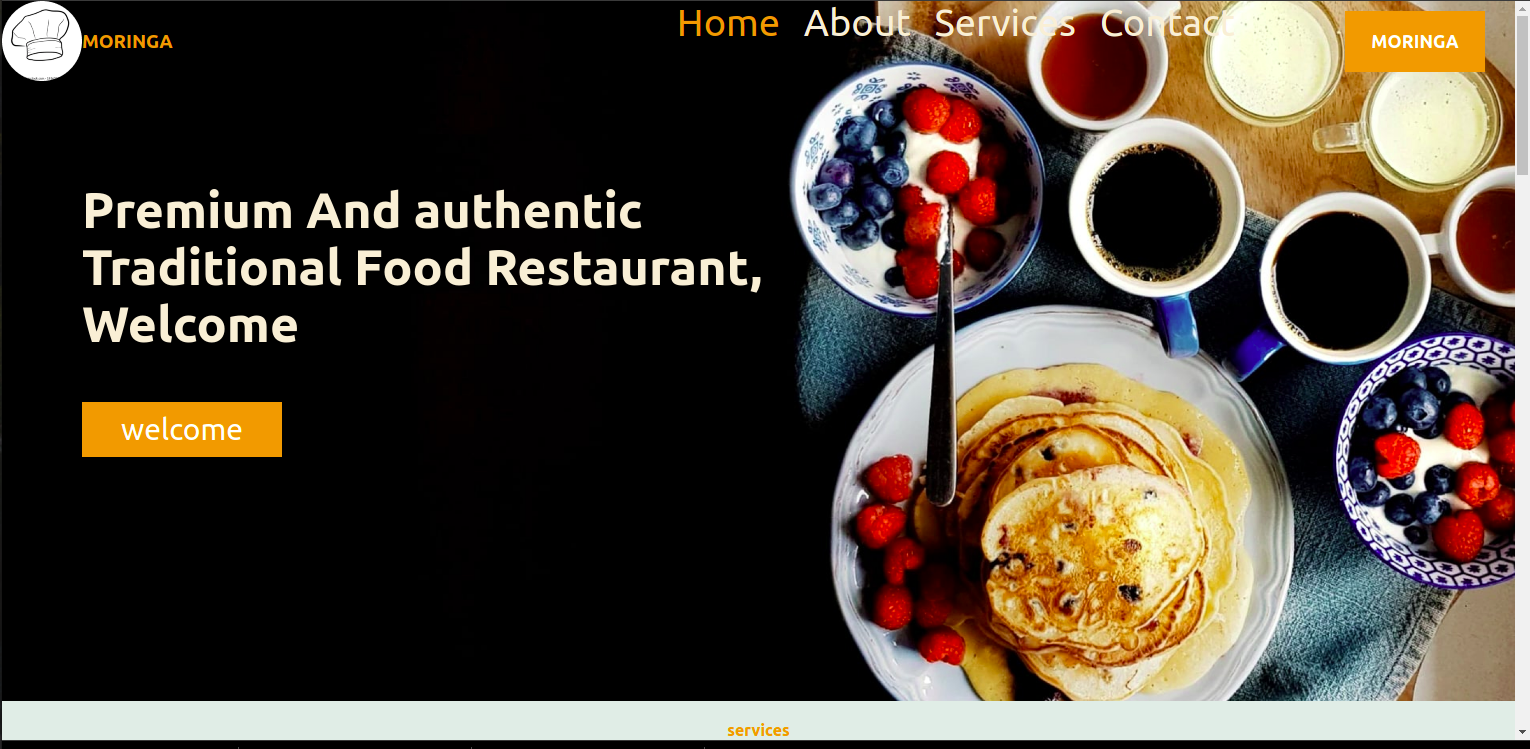 MORINGA
Home About Services Contact
MORINGA
Premium And authentic
Traditional Food Restaurant,
Welcome
welcome
services